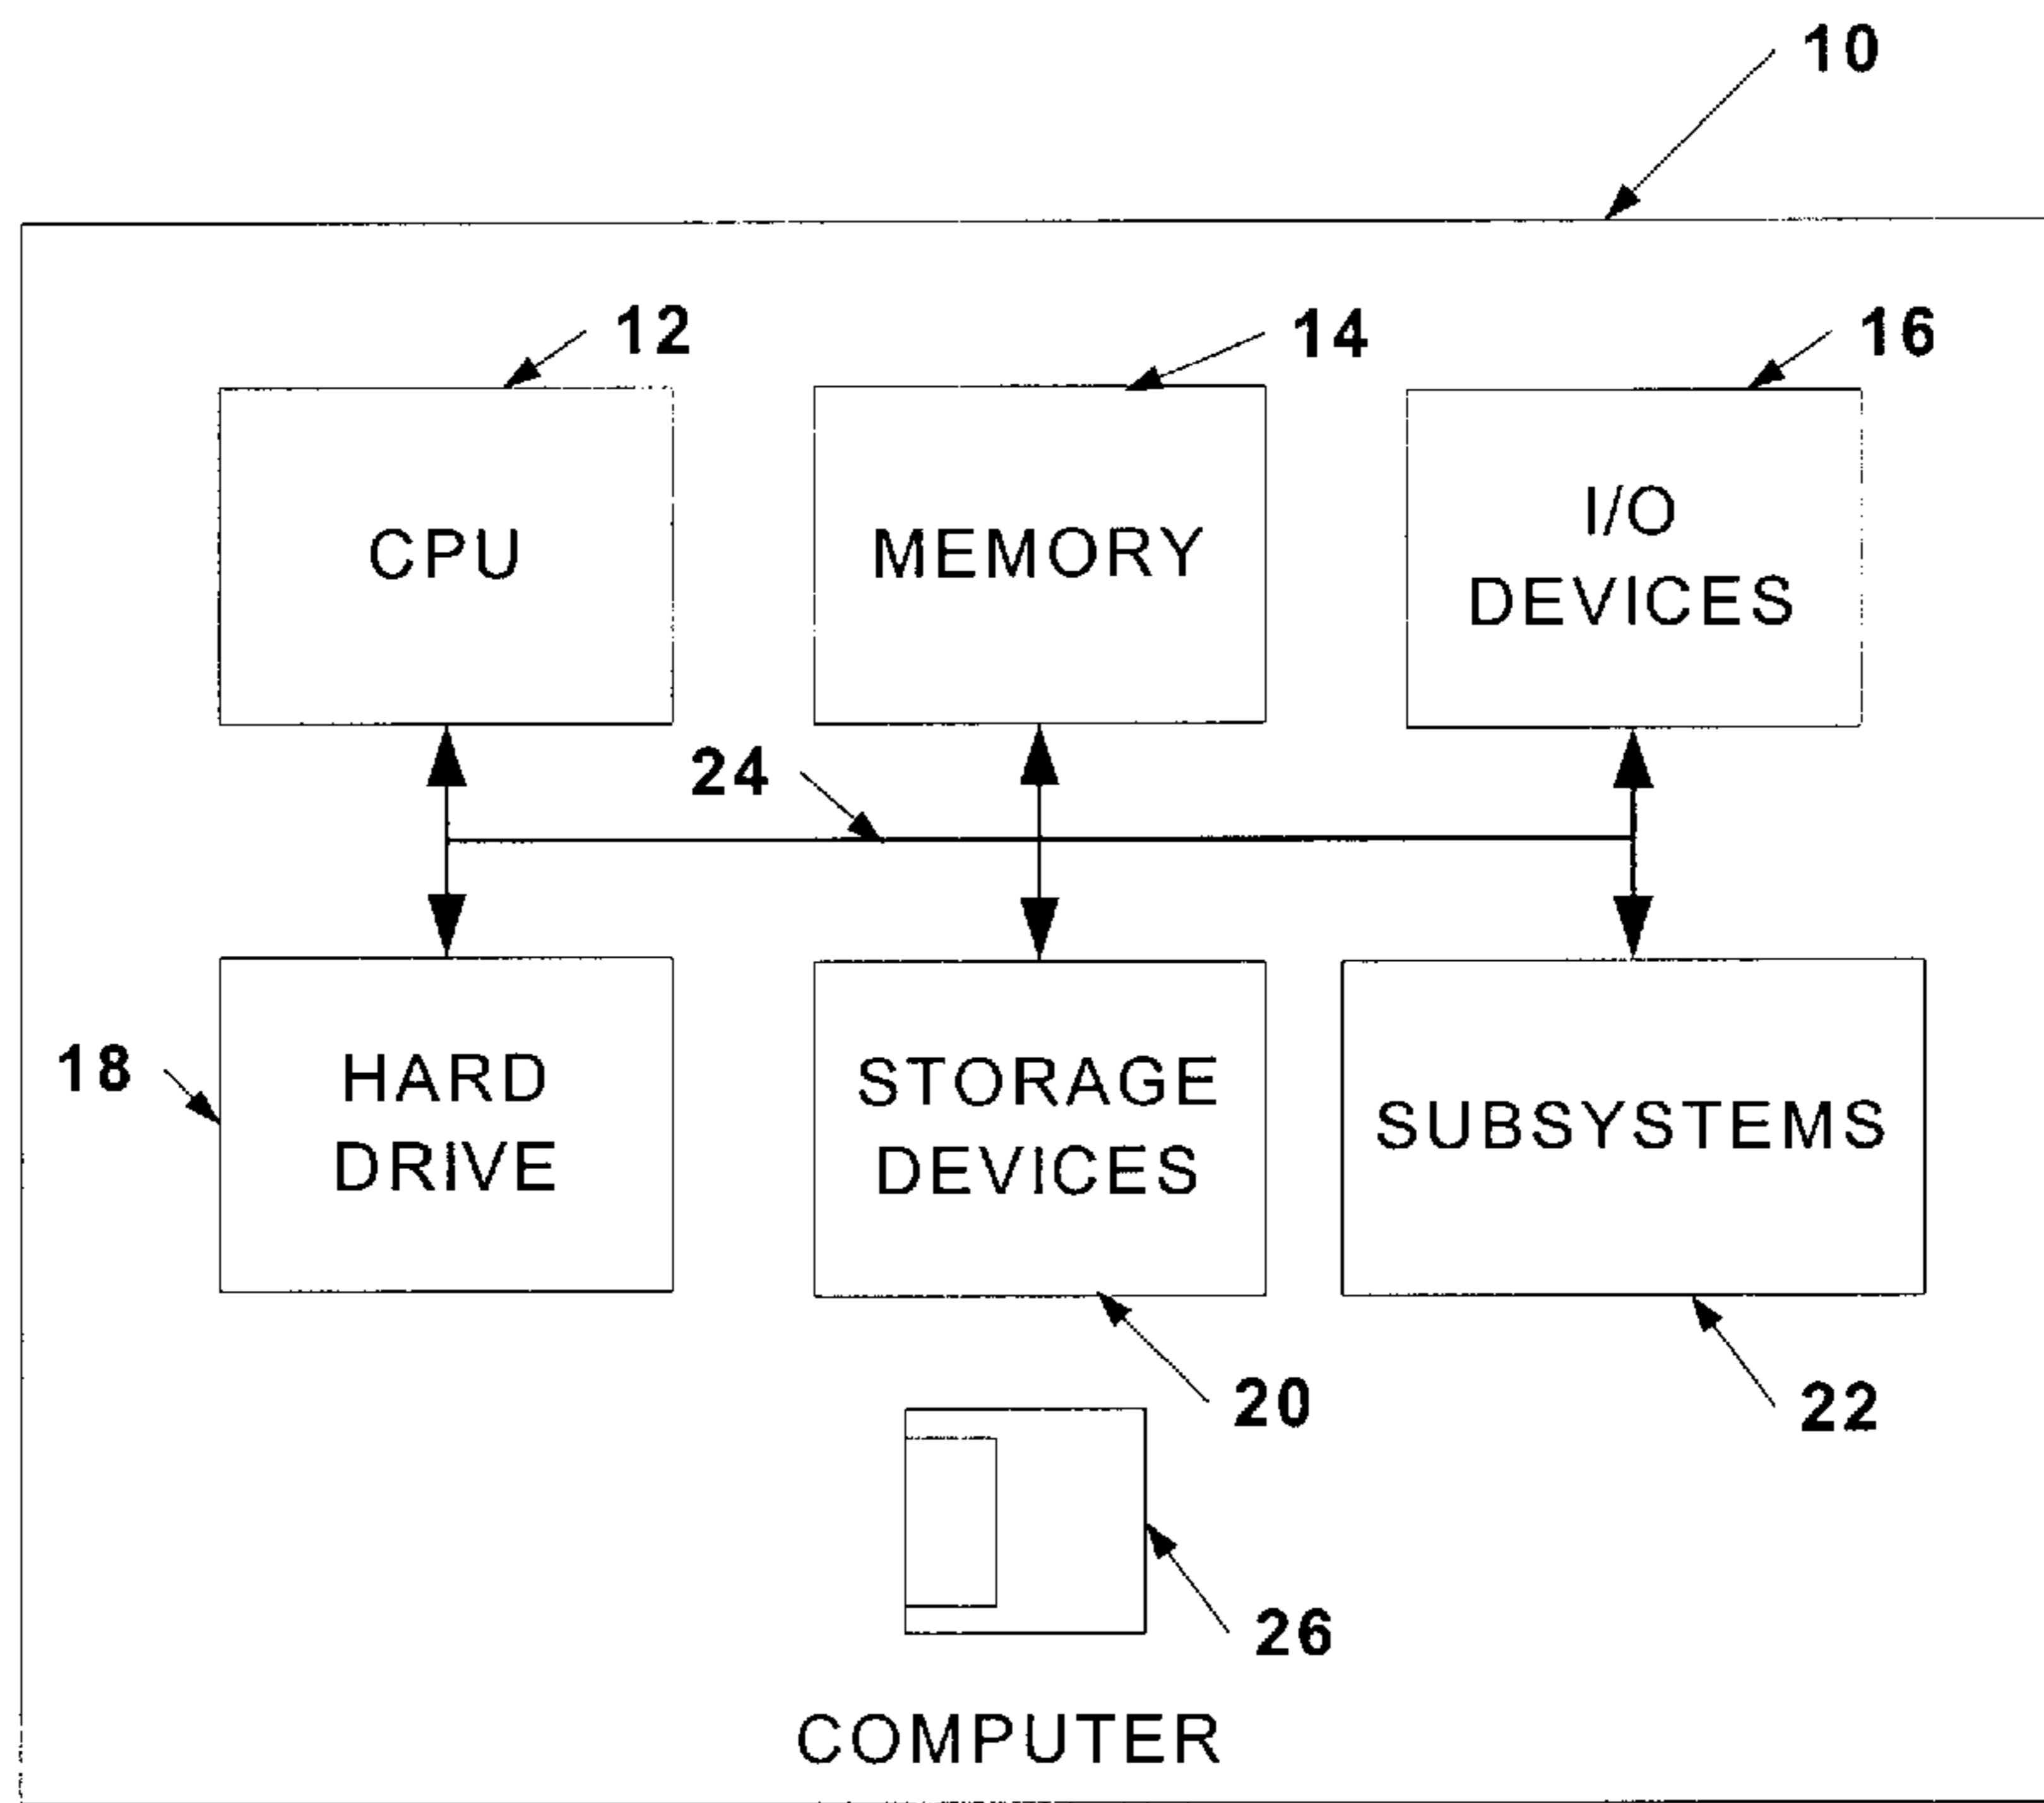 10
12
14
16
CPU
MEMORY
I/O
DEVICES
24
18
HARD
DRIVE
STORAGE
DEVICES
SUBSYSTEMS
20
22
26
COMPUTER